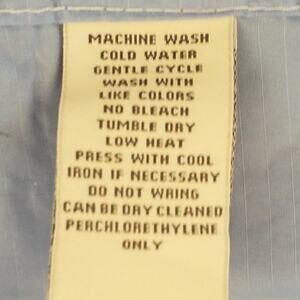 MACHINE WASH
COLD WATER
GENTLE CYCLE
WASH WITH
LIKE COLORS
NO BLEACH
TUMBLE DRY
LOW HEAT
PRESS WITH COOL
IRON IF NECESSARY
DO NOT WRING
CAN BE DRY CLEANED
PERCHLORETHYLENE
ONLY